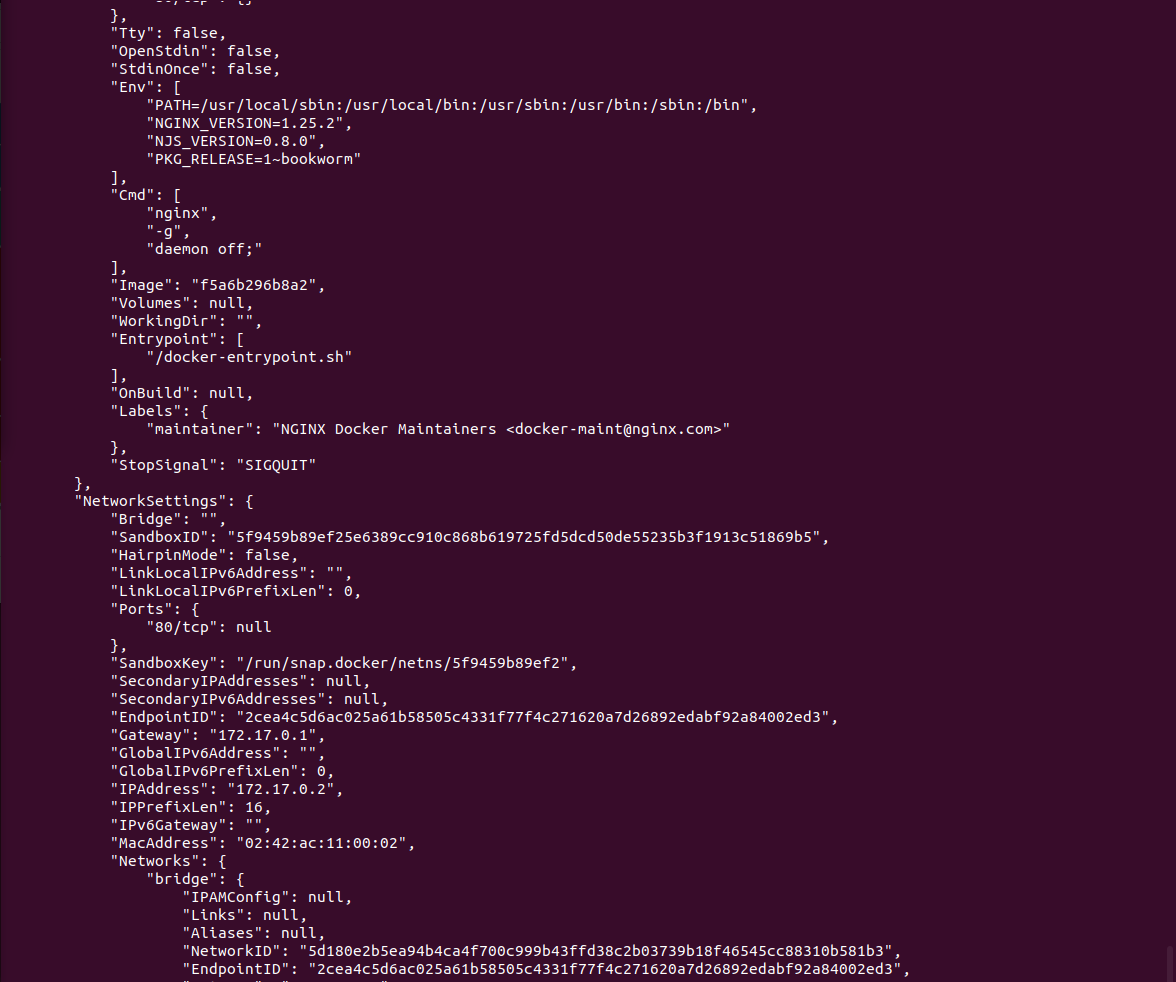 },
"Tty": false,
"OpenStdin": false,
"StdinOnce": false,
"Env": [
"PATH=/usr/local/sbin:/usr/local/bin:/usr/sbin:/usr/bin:/sbin:/bin",
"NGINX_VERSION=1.25.2",
"NJS_VERSION=0.8.0",
"PKG_RELEASE=1~bookworm"
],
"Cmd": [
"nginx",
"-g",
"daemon off;"
],
"Image": "f5a6b296b8a2",
"Volumes": null,
"WorkingDir": "",
"Entrypoint": [
"/docker-entrypoint.sh"
],
"OnBuild": null,
"Labels": {
"maintainer": "NGINX Docker Maintainers <docker-maint@nginx.com>"
},
"StopSignal": "SIGQUIT"
},
"NetworkSettings": {
"Bridge": "",
"SandboxID": "5f9459b89ef25e6389cc910c868b619725fd5dcd50de55235b3f1913c51869b5",
"HairpinMode": false,
"LinkLocalIPv6Address": "",
"LinkLocalIPv6PrefixLen": 0,
"Ports": {
"80/tcp": null
},
"SandboxKey": "/run/snap.docker/netns/5f9459b89ef2",
"SecondaryIPAddresses": null,
"SecondaryIPv6Addresses": null,
"EndpointID": "2cea4c5d6ac025a61b58505c4331f77f4c271620a7d26892edabf92a84002ed3",
"Gateway": "172.17.0.1",
"GlobalIPv6Address": "",
"GlobalIPv6PrefixLen": 0,
"IPAddress": "172.17.0.2",
"IPPrefixLen": 16,
"IPv6Gateway": "",
"MacAddress": "02:42:ac:11:00:02",
"Networks": {
"bridge": {
"IPAMConfig": null,
"Links": null,
"Aliases": null,
"NetworkID": "5d180e2b5ea94b4ca4f700c999b43ffd38c2b03739b18f46545cc88310b581b3",
"EndpointID": "2cea4c5d6ac025a61b58505c4331f77f4c271620a7d26892edabf92a84002ed3",